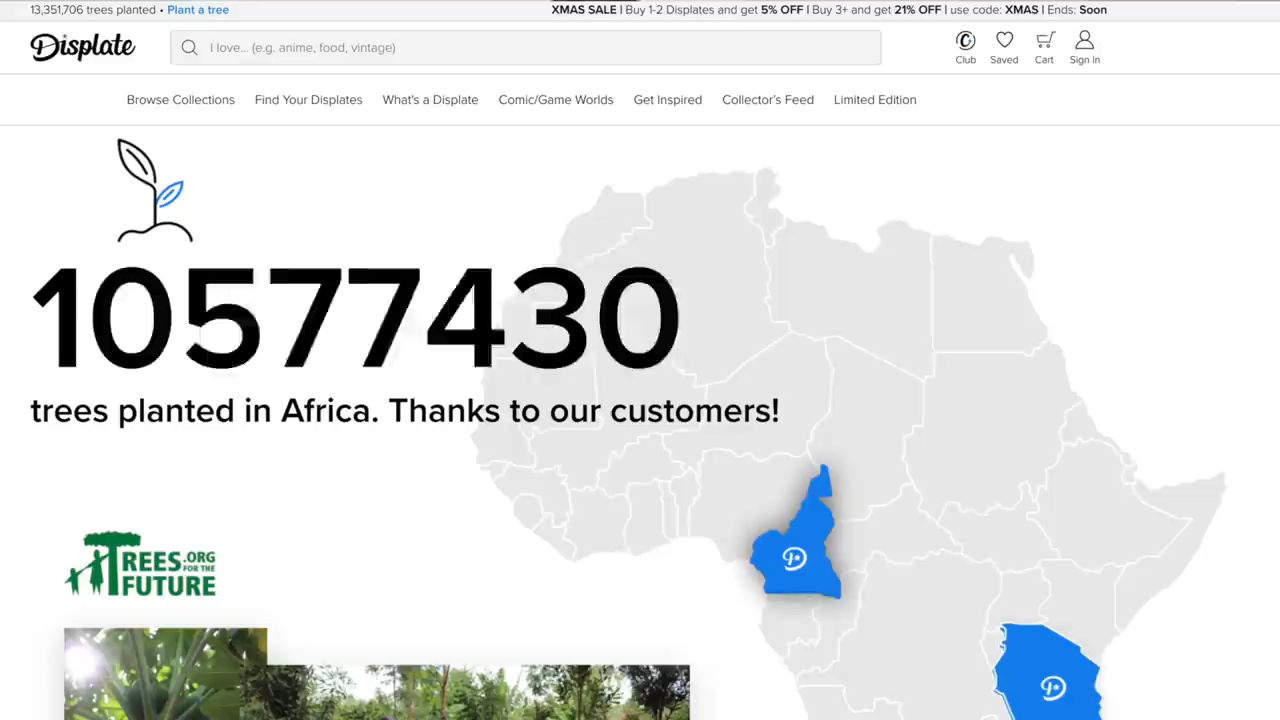 13,351,706 trees planted • Plant a tree
XMAS SALE | Buy 1-2 Displates and get 5% OFF | Buy 3+ and get 21% OFF | use code: XMAS | Ends: Soon
Displate
I love... (e.g. anime, food, vintage)
Club
Saved
Cart
Sign In
Browse Collections
Find Your Displates
What's a Displate
Comic/Game Worlds
Get Inspired
Collector's Feed
Limited Edition
10577430
trees planted in Africa. Thanks to our customers!
TREES.ORG
FOR THE
FUTURE